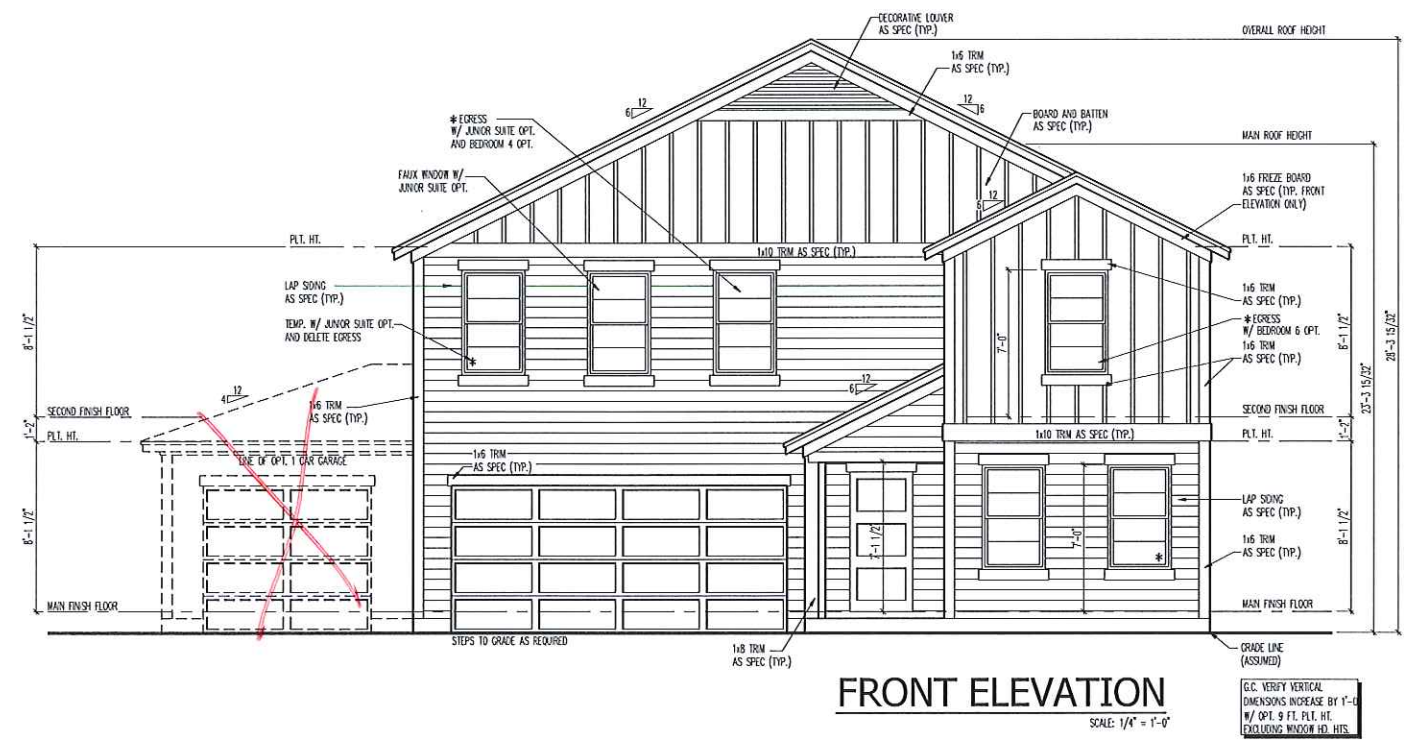 DECORATIVE LOUVER
AS SPEC (TYP.)
OVERALL ROOF HEIGHT
1x6 TRIM
AS SPEC (TYP.)
12
6
12
6
* EGRESS
W/ JUNIOR SUITE OPT.
AND BEDROOM 4 OPT.
BOARD AND BATTEN
AS SPEC (TYP.)
MAIN ROOF HEIGHT
FAUX WINDOW W/
JUNIOR SUITE OPT.
12
6
1x6 FREZE BOARD
AS SPEC (TYP. FRONT
ELEVATION ONLY)
PLT. HT.
1x10 TRIM AS SPEC (TYP.)
PLT. HT.
LAP SIDING
AS SPEC (TYP.)
1x6 TRIM
AS SPEC (TYP.)
TEMP. W/ JUNIOR SUITE OPT.
AND DELETE EGRESS
*
* EGRESS
W/ BEDROOM 6 OPT.
1x6 TRIM
AS SPEC (TYP.)
8'-1 1/2"
7'-0"
8'-1 1/2"
23'-3 15/32"
28'-3 15/32"
12
4
12
6
1x6 TRIM
AS SPEC (TYP.)
SECOND FINISH FLOOR
SECOND FINISH FLOOR
1'-2"
1'-2"
PLT. HT.
1x10 TRIM AS SPEC (TYP.)
PLT. HT.
LINE OF OPT. 1 CAR GARAGE
1x6 TRIM
AS SPEC (TYP.)
LAP SIDING
AS SPEC (TYP.)
8'-1 1/2"
7'-1 1/2"
7'-0"
*
8'-1 1/2"
1x6 TRIM
AS SPEC (TYP.)
MAIN FINISH FLOOR
MAIN FINISH FLOOR
STEPS TO GRADE AS REQUIRED
1x8 TRIM
AS SPEC (TYP.)
GRADE LINE
(ASSUMED)
FRONT ELEVATION
SCALE: 1/4" = 1'-0"
G.C. VERIFY VERTICAL
DIMENSIONS INCREASE BY 1'-0
W/ OPT. 9 FT. PLT. HT.
EXCLUDING WINDOW HD. HTS.